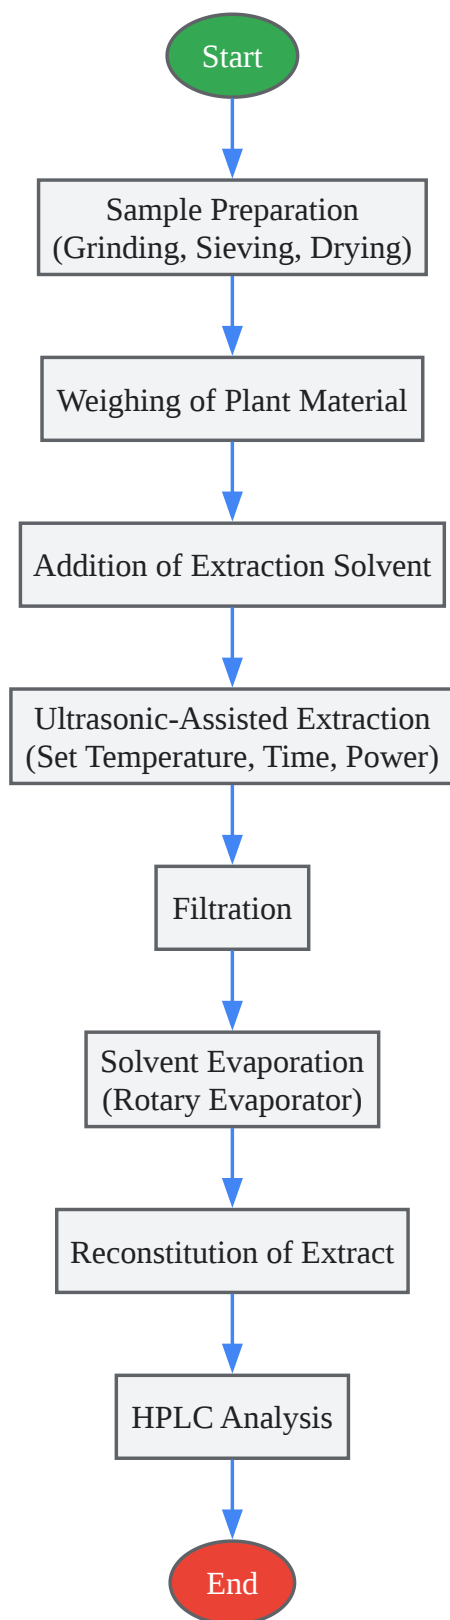 Start
Sample Preparation
(Grinding, Sieving, Drying)
Weighing of Plant Material
Addition of Extraction Solvent
Ultrasonic-Assisted Extraction
(Set Temperature, Time, Power)
Filtration
Solvent Evaporation
(Rotary Evaporator)
Reconstitution of Extract
HPLC Analysis
End